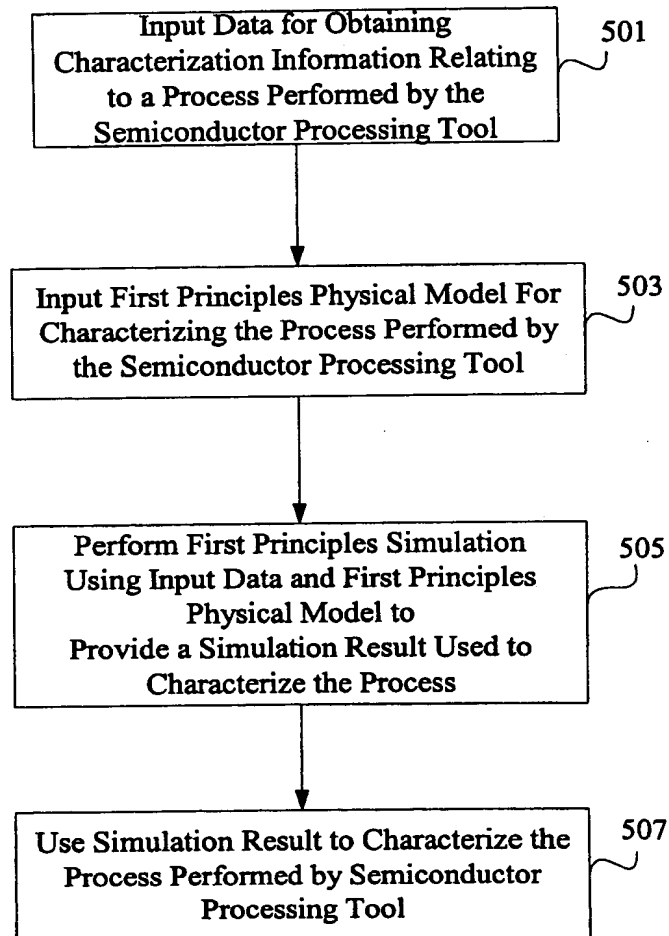 Input Data for Obtaining
Characterization Information Relating
to a Process Performed by the
Semiconductor Processing Tool
501
Input First Principles Physical Model For
Characterizing the Process Performed by
the Semiconductor Processing Tool
503
Perform First Principles Simulation
Using Input Data and First Principles
Physical Model to
Provide a Simulation Result Used to
Characterize the Process
505
Use Simulation Result to Characterize the
Process Performed by Semiconductor
Processing Tool
507